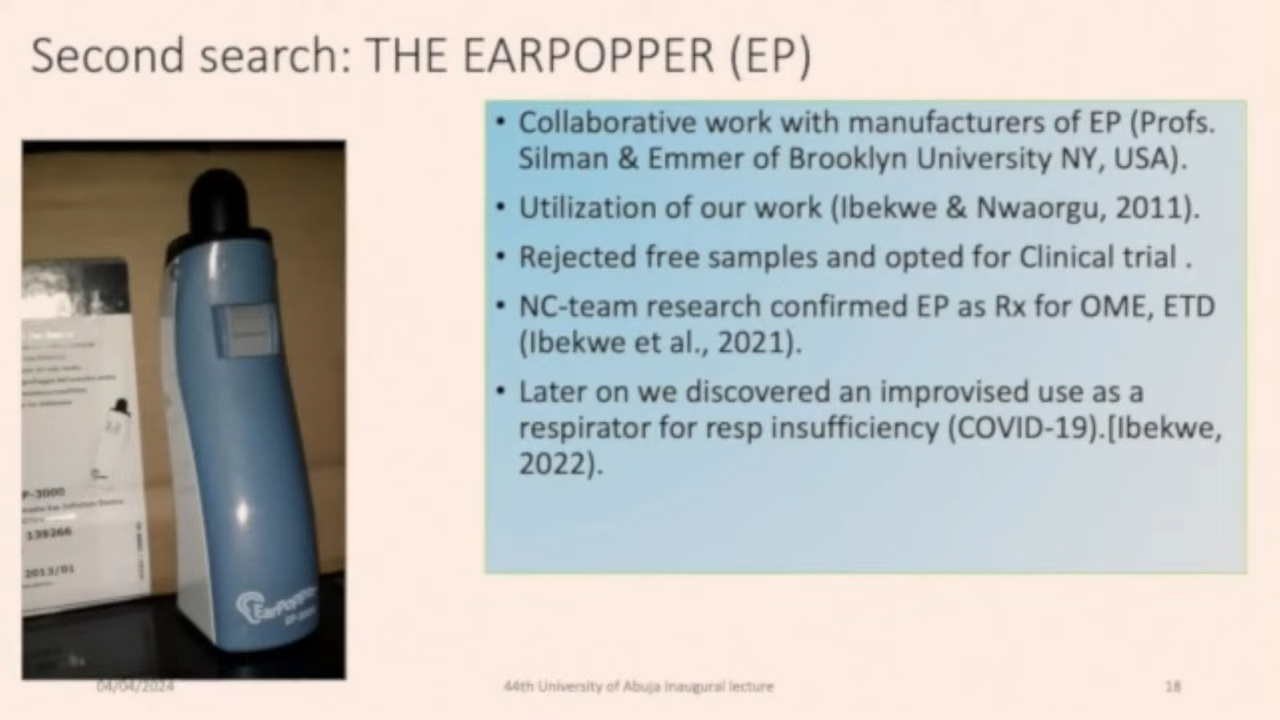 Second search: THE EARPOPPER (EP)
• Collaborative work with manufacturers of EP (Profs.
Silman & Emmer of Brooklyn University NY, USA).
• Utilization of our work (Ibekwe & Nwaorgu, 2011).
• Rejected free samples and opted for Clinical trial .
• NC-team research confirmed EP as Rx for OME, ETD
(Ibekwe et al., 2021).
• Later on we discovered an improvised use as a
respirator for resp insufficiency (COVID-19).[Ibekwe,
2022).
P-3000
139266
2013/01
EarPopper
04/04/2024
44th University of Abuja Inaugural lecture
18